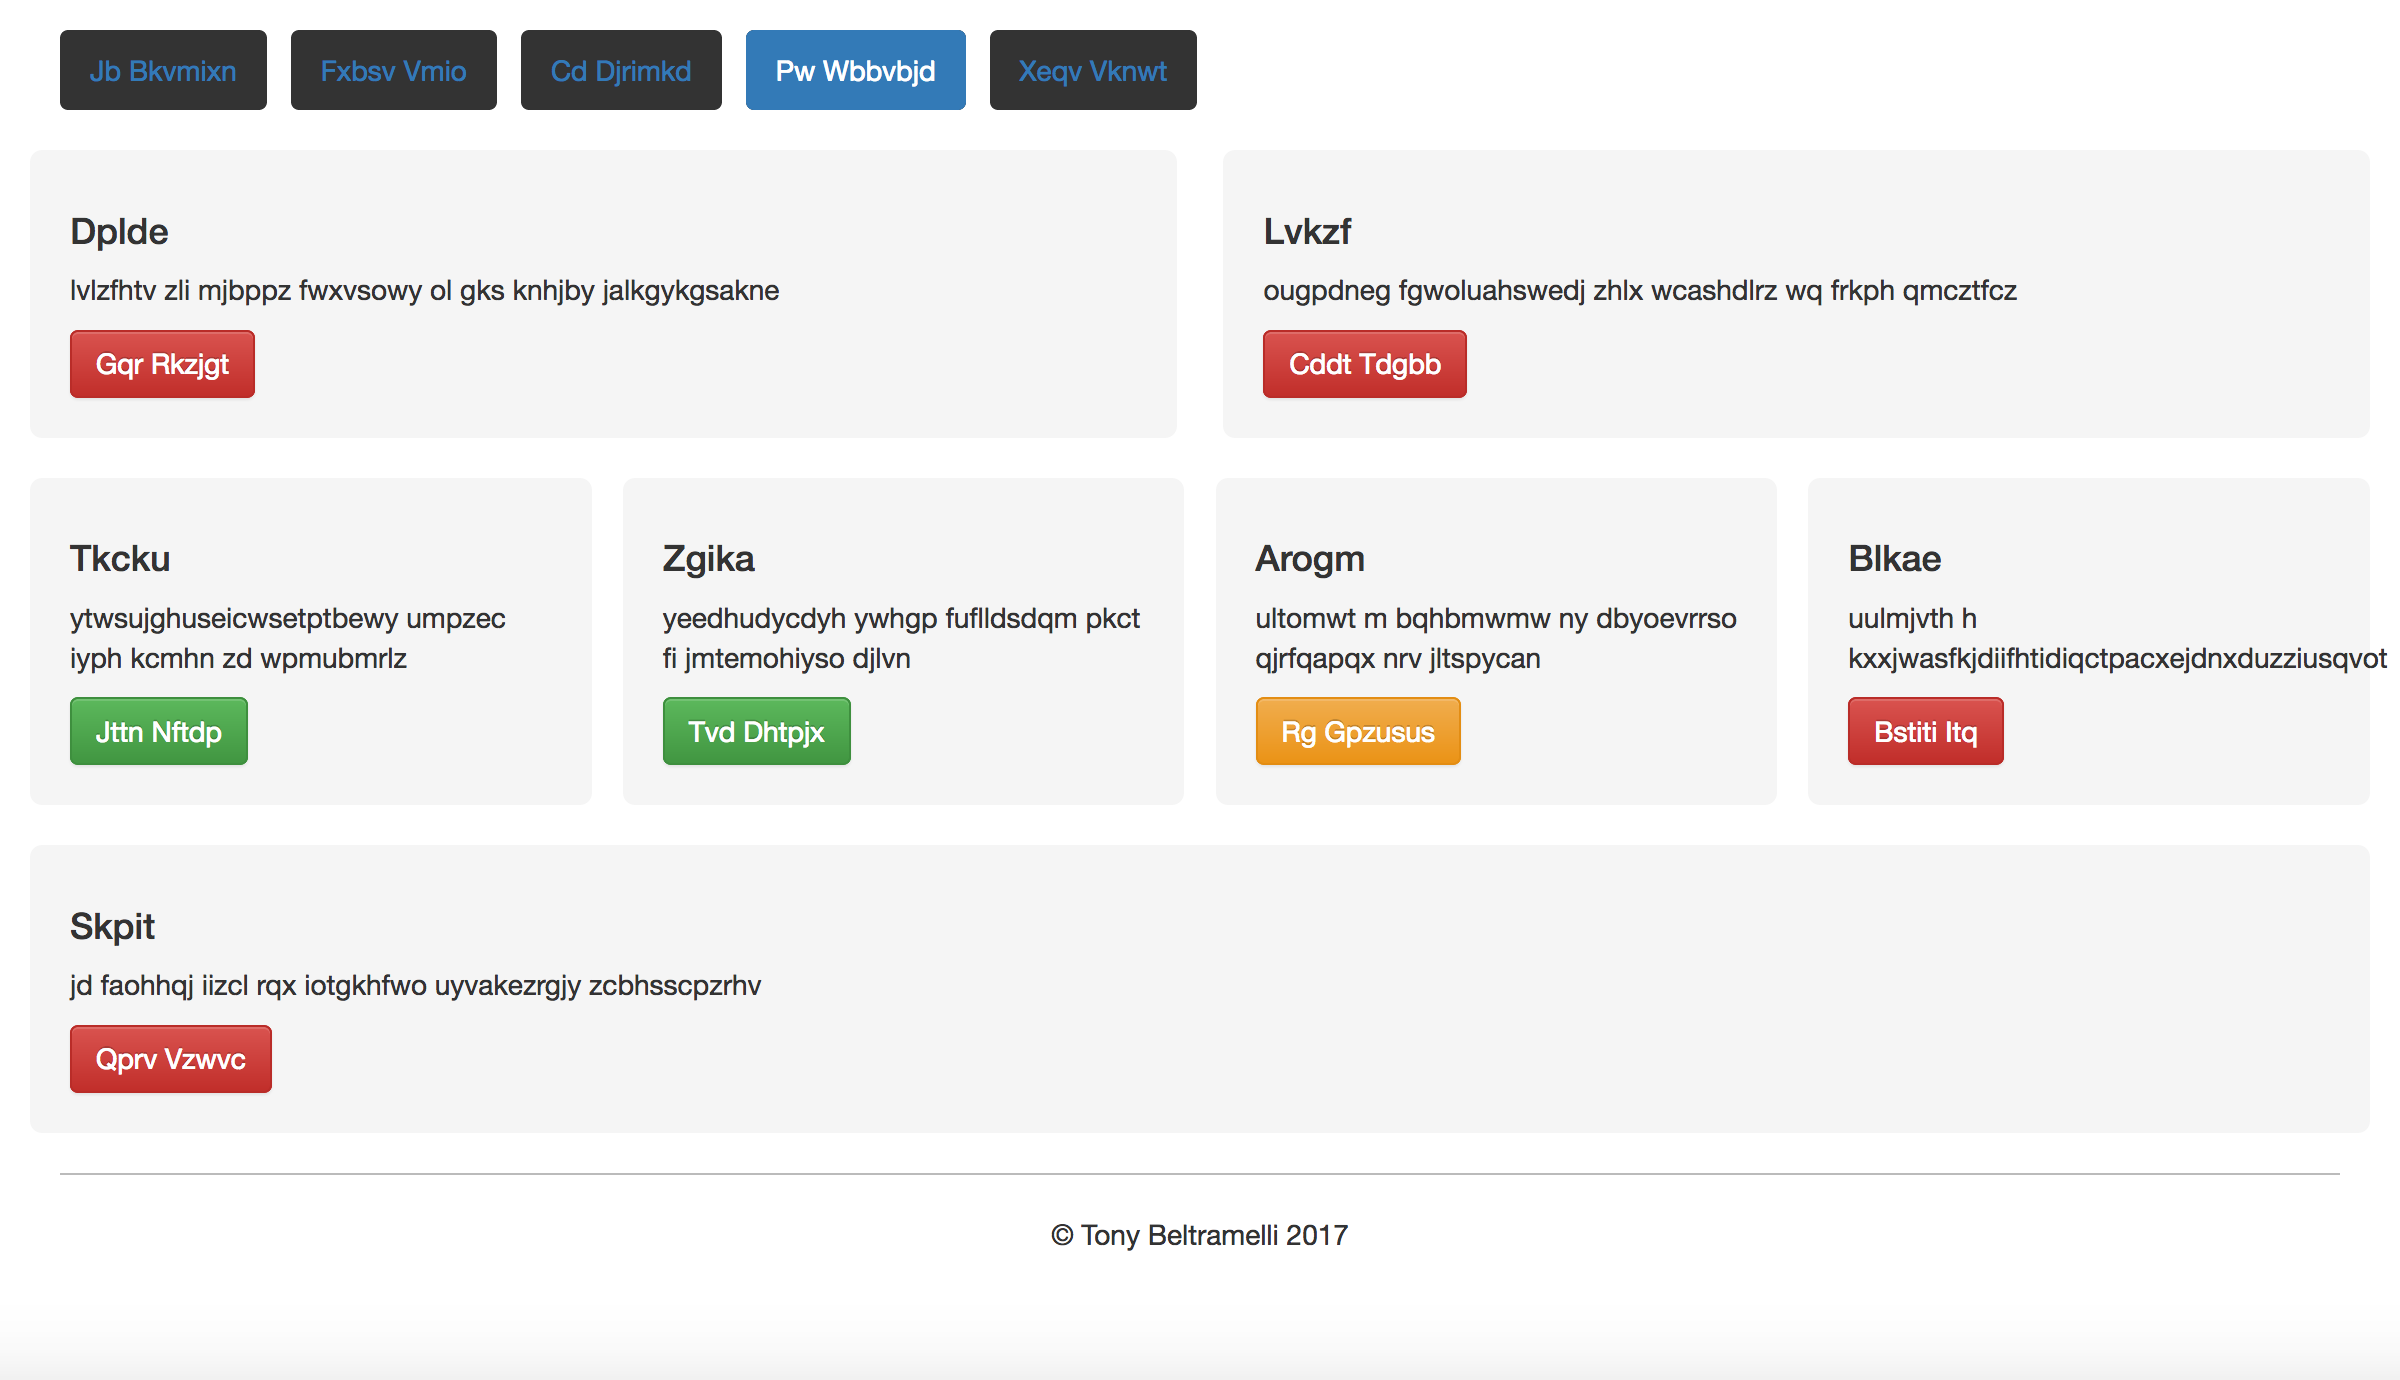 Jb Bkvmixn Fxbsv Vmio Cd Djrimkd Pw Wbbvbjd Xeqv Vknwt
Dplde
lvlzfhtv zli mjbppz fwxvsowy ol gks knhjby jalkgykgsakne
Gqr Rkzjgt
Lvkzf
ougpdneg fgwoluahswedj zhlx wcashdlrz wq frkph qmcztfcz
Cddt Tdgbb
Tkcku
ytwsujghuseicwsetptbewy umpzec
iyph kcmhn zd wpmubmrlz
Jttn Nftdp
Zgika
yeedhudycdyh ywhgp fuflldsdqm pkct
fi jmtemohiyso djlvn
Tvd Dhtpjx
Arogm
ultomwt m bqhbmwmw ny dbyoevrrso
qjrfqapqx nrv jltspycan
Rg Gpzusus
Blkae
uulmjvth h
kxxjwasfkjdiifhtidiqctpacxejdnxduzziusqvot
Bstiti Itq
Skpit
jd faohhqj iizcl rqx iotgkhfwo uyvakezrgjy zcbhsscpzrhv
Qprv Vzwvc
© Tony Beltramelli 2017